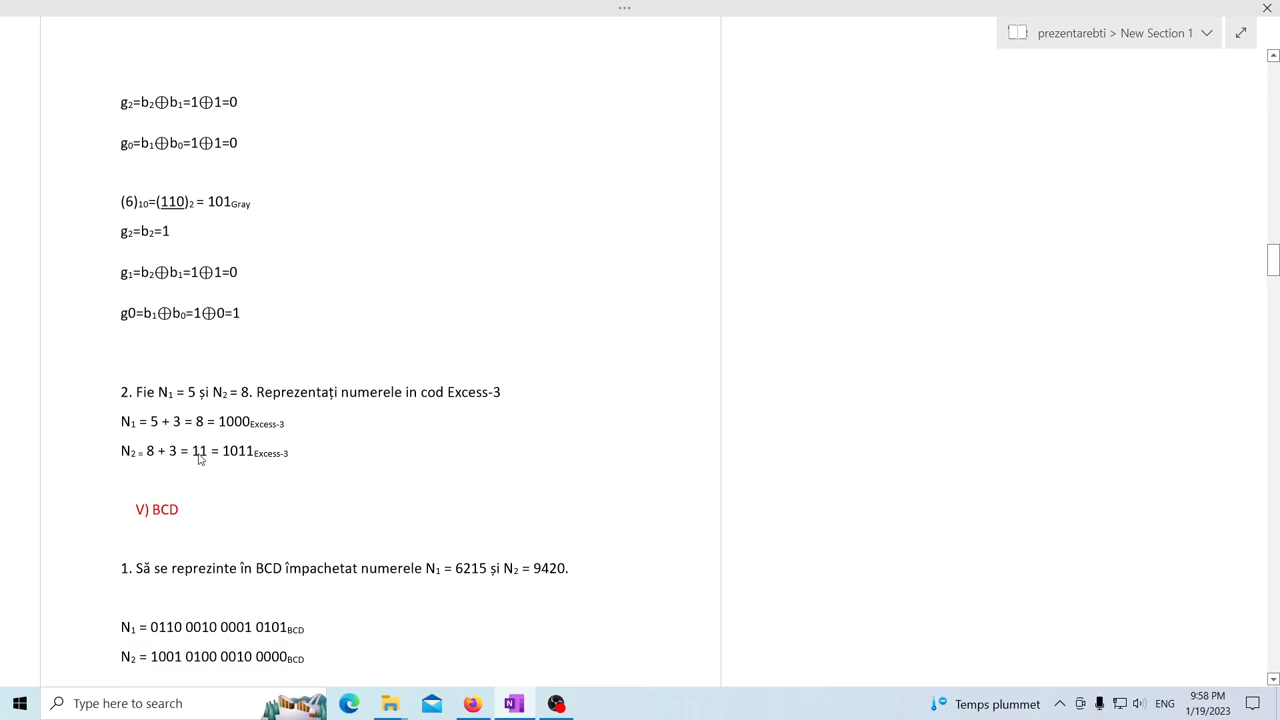 prezentarebti > New Section 1
g₂=b₂⨁b₁=1⨁1=0
g₀=b₁⨁b₀=1⨁1=0
(6)₁₀=(110)₂ = 101Gray
g₂=b₂=1
g₁=b₂⨁b₁=1⨁1=0
g0=b₁⨁b₀=1⨁0=1
2. Fie N₁ = 5 și N₂ = 8. Reprezentați numerele in cod Excess-3
N₁ = 5 + 3 = 8 = 1000Excess-3
N₂ = 8 + 3 = 11 = 1011Excess-3
V) BCD
1. Să se reprezinte în BCD împachetat numerele N₁ = 6215 și N₂ = 9420.
N₁ = 0110 0010 0001 0101BCD
N₂ = 1001 0100 0010 0000BCD
Type here to search
Temps plummet
ENG
9:58 PM
1/19/2023